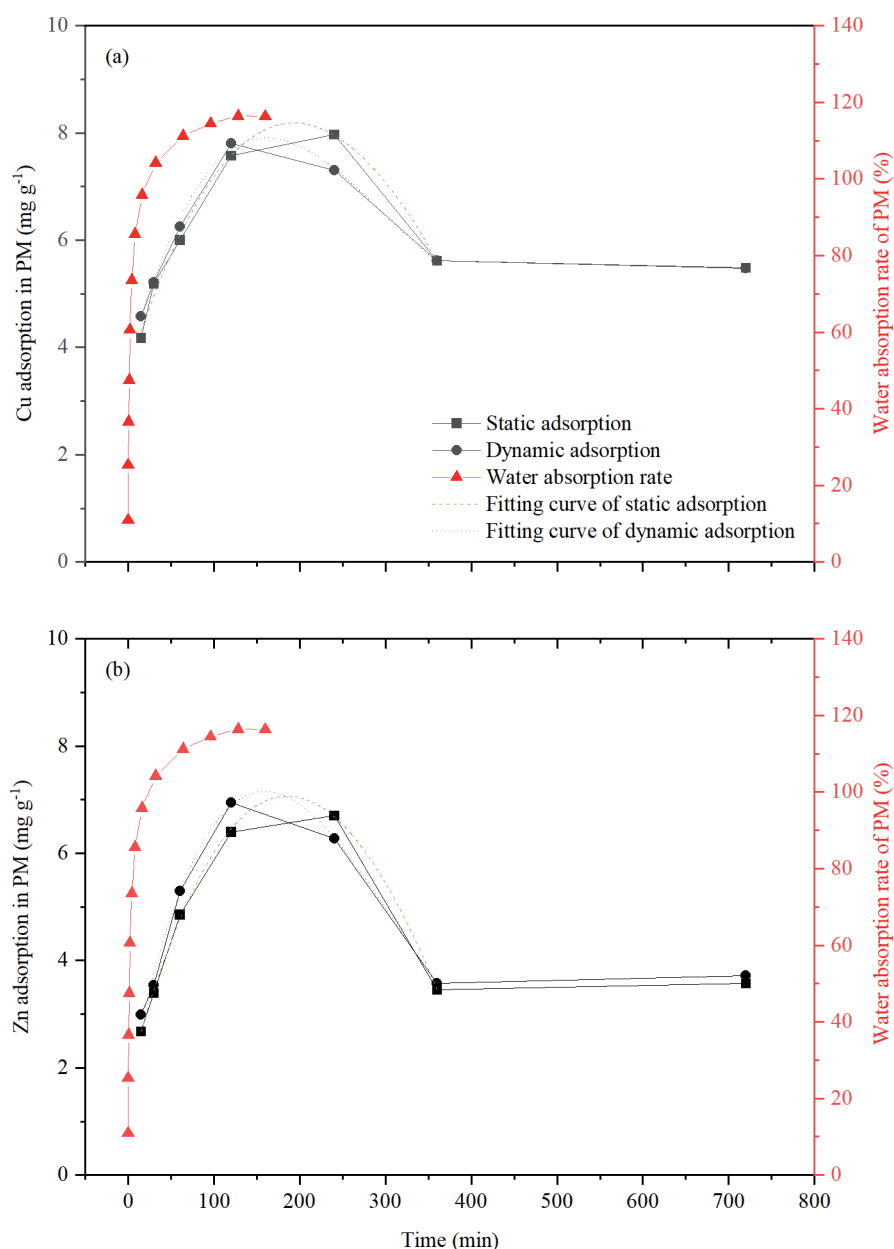 (a)
10
8
6
4
2
0
Cu adsorption in PM (mg g-1)
140
120
100
80
60
40
20
0
Water absorption rate of PM (%)
Static adsorption
Dynamic adsorption
Water absorption rate
Fitting curve of static adsorption
Fitting curve of dynamic adsorption
(b)
10
8
6
4
2
0
Zn adsorption in PM (mg g-1)
140
120
100
80
60
40
20
0
Water absorption rate of PM (%)
0 100 200 300 400 500 600 700 800
Time (min)